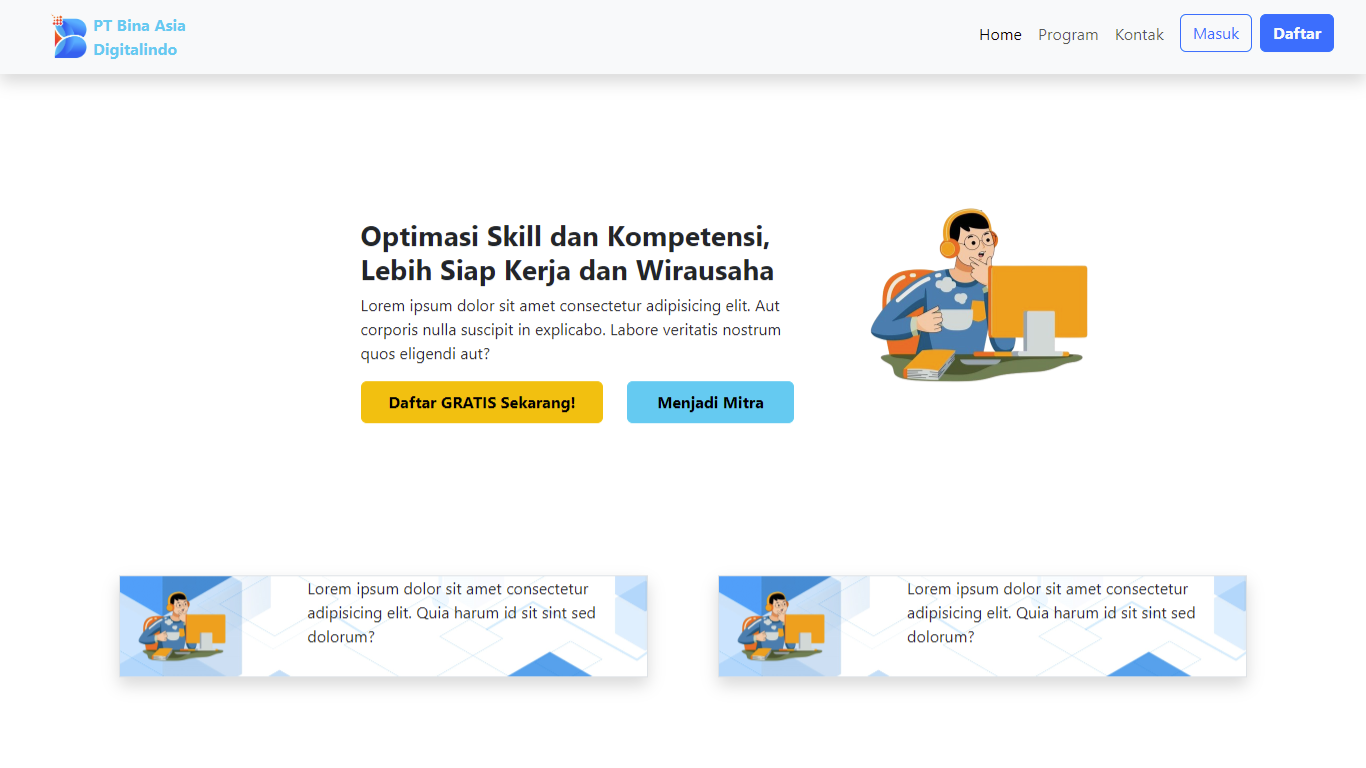 PT Bina Asia
Digitalindo
Home
Program
Kontak
Masuk
Daftar
Optimasi Skill dan Kompetensi,
Lebih Siap Kerja dan Wirausaha
Lorem ipsum dolor sit amet consectetur adipisicing elit. Aut
corporis nulla suscipit in explicabo. Labore veritatis nostrum
quos eligendi aut?
Daftar GRATIS Sekarang!
Menjadi Mitra
Lorem ipsum dolor sit amet consectetur
adipisicing elit. Quia harum id sit sint sed
dolorum?
Lorem ipsum dolor sit amet consectetur
adipisicing elit. Quia harum id sit sint sed
dolorum?